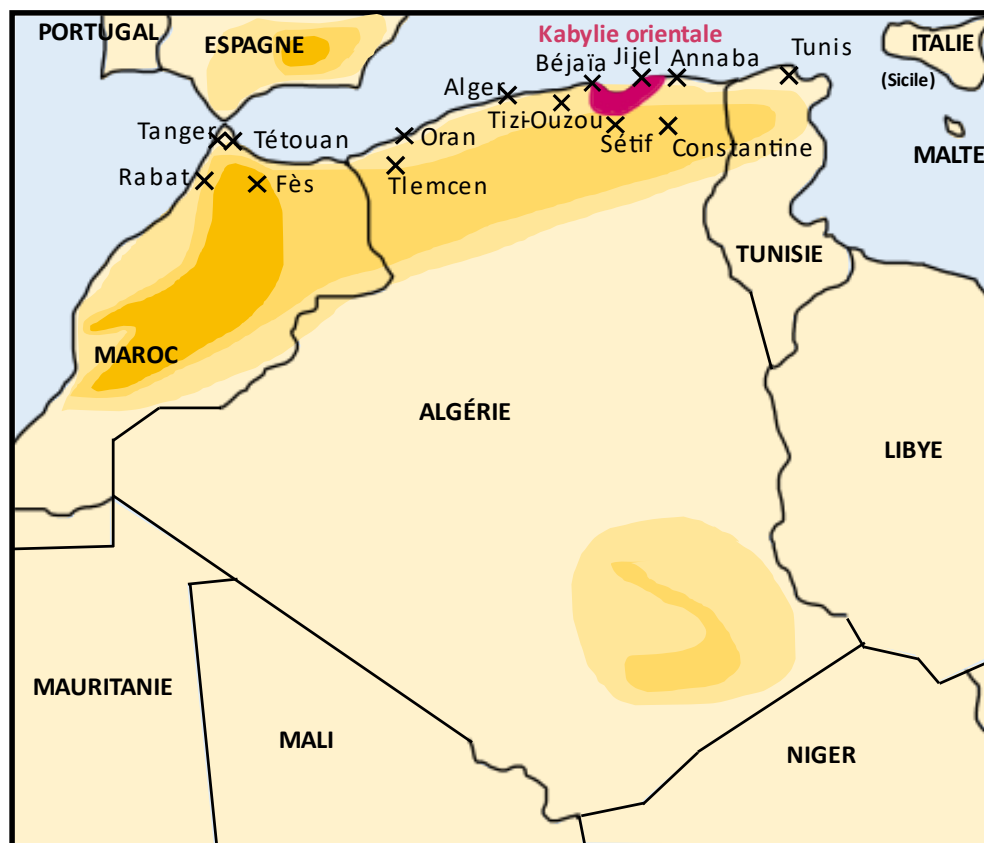 PORTUGAL
ESPAGNE
Kabylie orientale
ITALIE
(Sicile)
Béjaïa
Jijel
Annaba
Tunis
Alger
Tizi-Ouzou
Sétif
Constantine
MALTE
Tanger
Tétouan
Oran
Rabat
Fès
Tlemcen
TUNISIE
MAROC
ALGÉRIE
LIBYE
MAURITANIE
MALI
NIGER